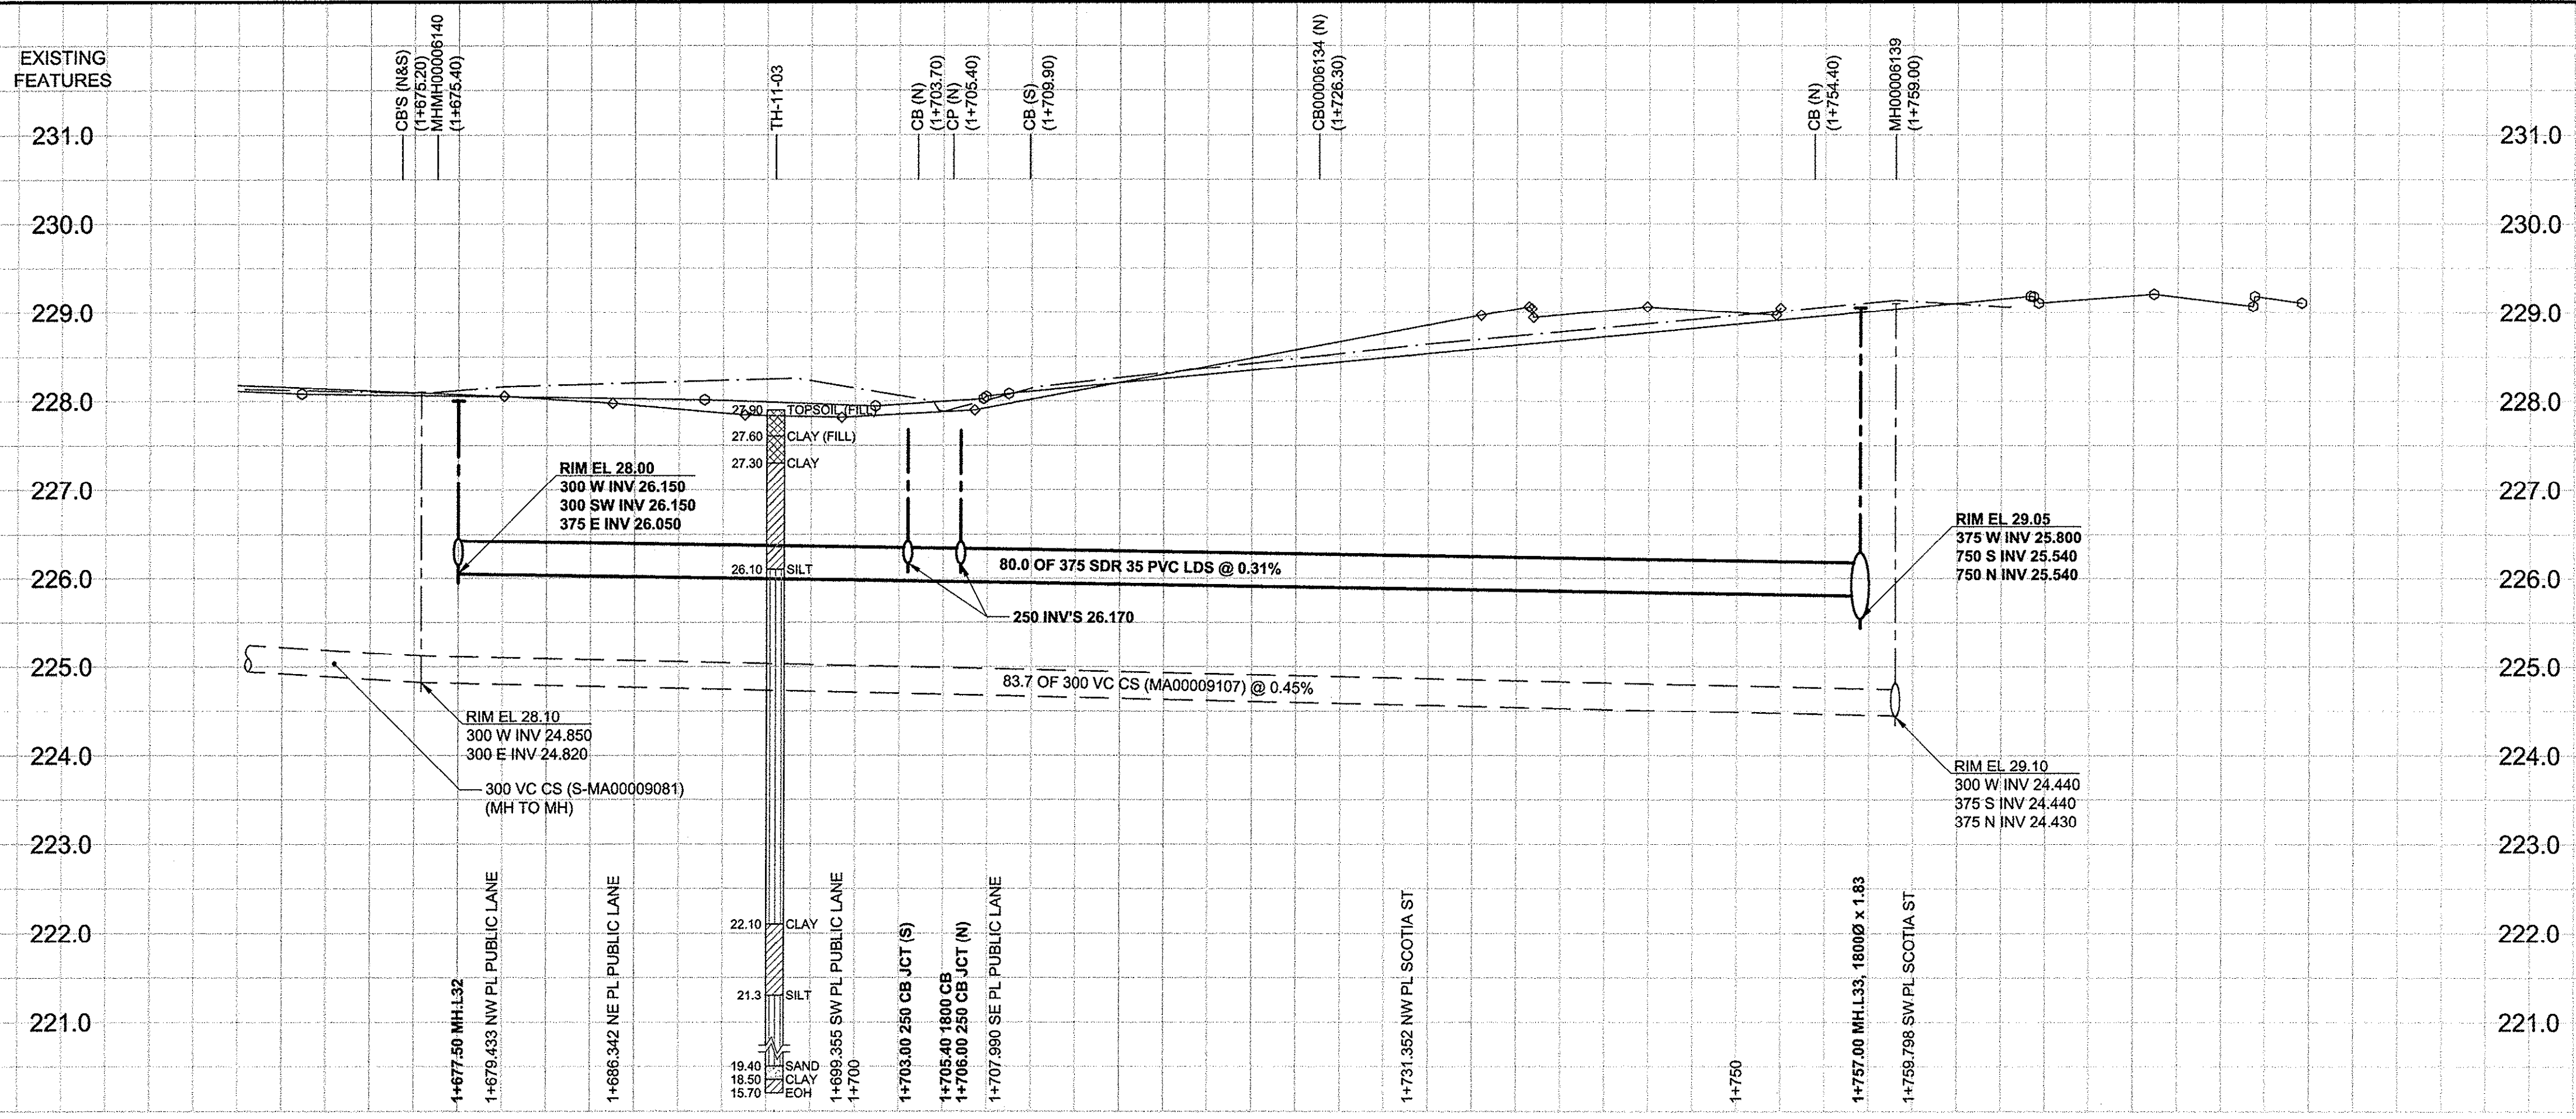 EXISTING
FEATURES
CB'S (N&S)
(1+675.20)
MHMH00006140
(1+675.40)
TH-11-03
CB (N)
(1+703.70)
CP (N)
(1+705.40)
CB (S)
(1+709.90)
CB00006134 (N)
(1+726.30)
CB (N)
(1+754.40)
MH00006139
(1+759.00)
231.0
231.0
230.0
230.0
229.0
229.0
228.0
228.0
227.0
227.0
226.0
226.0
225.0
225.0
224.0
224.0
223.0
223.0
222.0
222.0
221.0
221.0
27.90 TOPSOIL (FILL)
27.60 CLAY (FILL)
27.30 CLAY
26.10 SILT
22.10 CLAY
21.3 SILT
19.40 SAND
18.50 CLAY
15.70 EOH
RIM EL 28.00
300 W INV 26.150
300 SW INV 26.150
375 E INV 26.050
80.0 OF 375 SDR 35 PVC LDS @ 0.31%
250 INV'S 26.170
RIM EL 29.05
375 W INV 25.800
750 S INV 25.540
750 N INV 25.540
83.7 OF 300 VC CS (MA00009107) @ 0.45%
RIM EL 28.10
300 W INV 24.850
300 E INV 24.820
300 VC CS (S-MA00009081)
(MH TO MH)
RIM EL 29.10
300 W INV 24.440
375 S INV 24.440
375 N INV 24.430
1+677.50 MH.L32
1+679.433 NW PL PUBLIC LANE
1+686.342 NE PL PUBLIC LANE
1+699.355 SW PL PUBLIC LANE
1+700
1+703.00 250 CB JCT (S)
1+705.40 1800 CB
1+706.00 250 CB JCT (N)
1+707.990 SE PL PUBLIC LANE
1+731.352 NW PL SCOTIA ST
1+750
1+757.00 MH.L33, 1800Ø x 1.83
1+759.798 SW PL SCOTIA ST